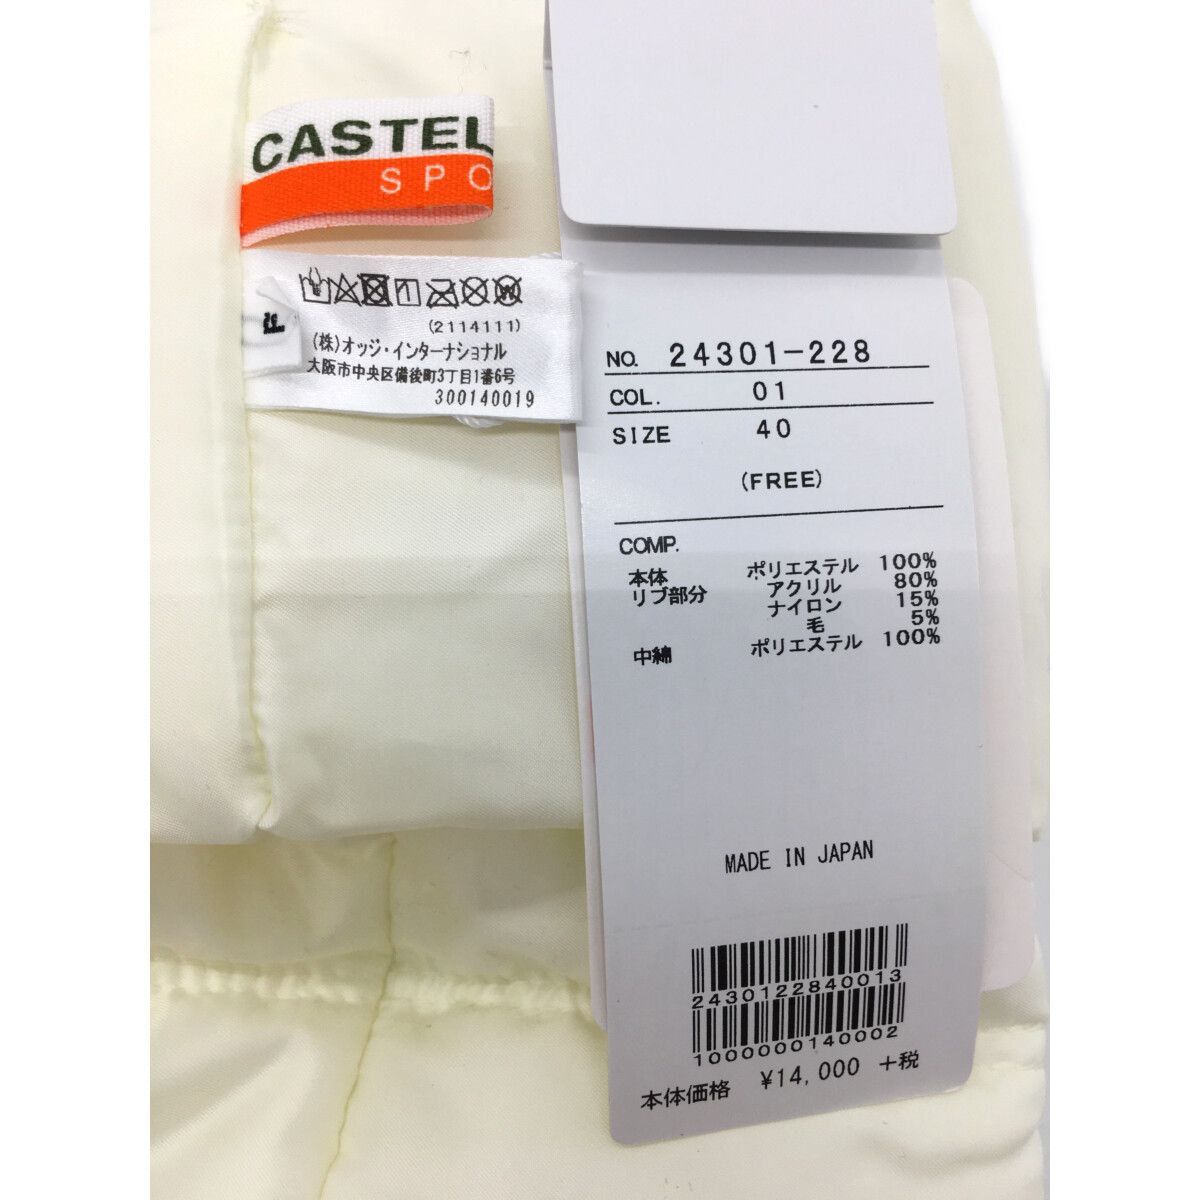 CASTEL
SPO
F
(2114111)
(株)オッジ・インターナショナル
大阪市中央区備後町3丁目1番6号
300140019
NO. 24301-228
COL. 01
SIZE 40
(FREE)
COMP.
本体 ポリエステル 100%
リブ部分 アクリル 80%
ナイロン 15%
毛 5%
中綿 ポリエステル 100%
MADE IN JAPAN
2430122840013
1000000140002
本体価格 ¥14,000 +税